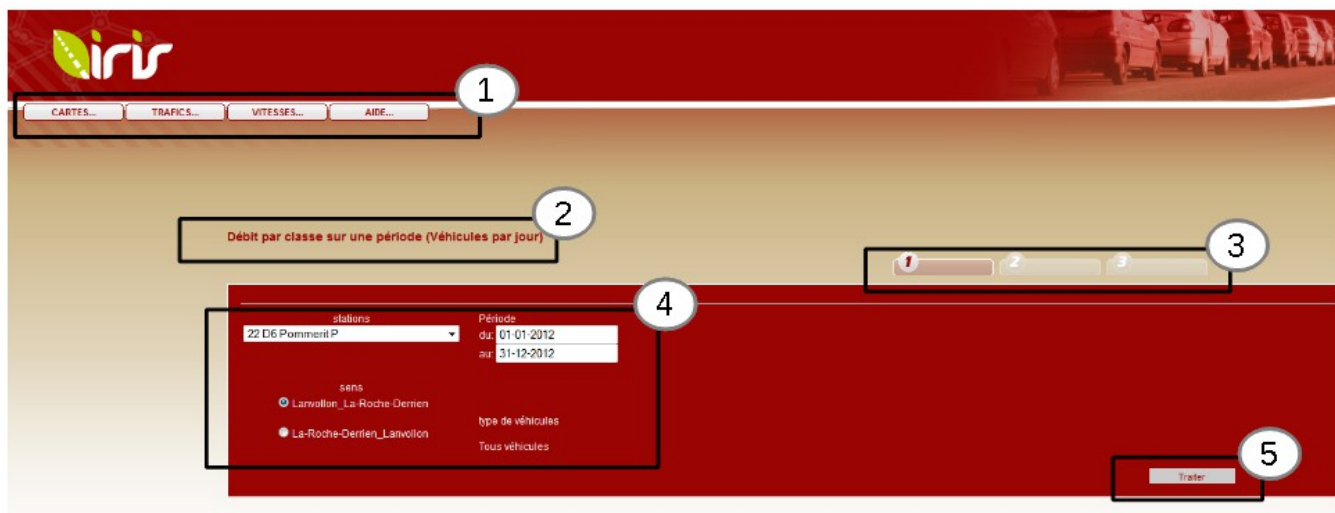 iris
1
CARTES... TRAFICS... VITESSES... AIDE...
2
Débit par classe sur une période (Véhicules par jour)
3
1 2 3
4
stations Période
22 D6 Pommerit P du: 01-01-2012
au: 31-12-2012
sens
Lanvollon_La-Roche-Derrien
type de véhicules
La-Roche-Derrien_Lanvollon
Tous véhicules
5
Traiter